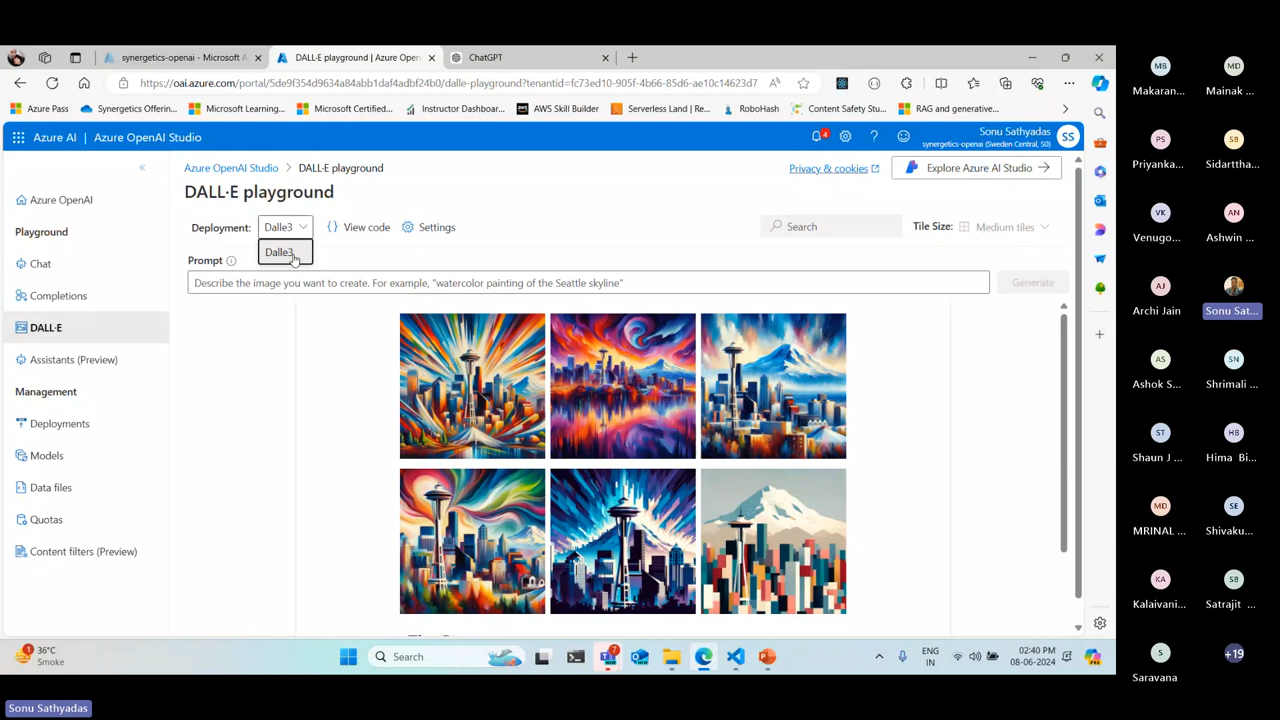 synergetics-openai - Microsoft A
DALL·E playground | Azure Open
ChatGPT
https://oai.azure.com/portal/5de9f354d9634a84abb1daf4adbf24b0/dalle-playground?tenantid=fc73ed10-905f-4b66-85d6-ae10c14623d7
Azure Pass
Synergetics Offerin...
Microsoft Learning...
Microsoft Certified...
Instructor Dashboar...
AWS Skill Builder
Serverless Land | Re...
RoboHash
Content Safety Stu...
RAG and generative...
Azure AI | Azure OpenAI Studio
4
Sonu Sathyadas
synergetics-openai (Sweden Central, S0)
SS
Azure OpenAI Studio > DALL·E playground
Privacy & cookies
Explore Azure AI Studio
DALL·E playground
Deployment:
Dalle3
View code
Settings
Search
Tile Size:
Medium tiles
Dalle3
Prompt
Describe the image you want to create. For example, "watercolor painting of the Seattle skyline"
Generate
Azure OpenAI
Playground
Chat
Completions
DALL·E
Assistants (Preview)
Management
Deployments
Models
Data files
Quotas
Content filters (Preview)
1
36°C
Smoke
Search
7
ENG
IN
02:40 PM
08-06-2024
Sonu Sathyadas
MB
Makaran...
MD
Mainak ...
PS
Priyanka...
SB
Sidarttha...
VK
Venugo...
AN
Ashwin ...
AJ
Archi Jain
Sonu Sat...
AS
Ashok S...
SN
Shrimali ...
ST
Shaun J ...
HB
Hima Bi...
MD
MRINAL ...
SE
Shivaku...
KA
Kalaivani...
SB
Satrajit ...
S
Saravana
+19